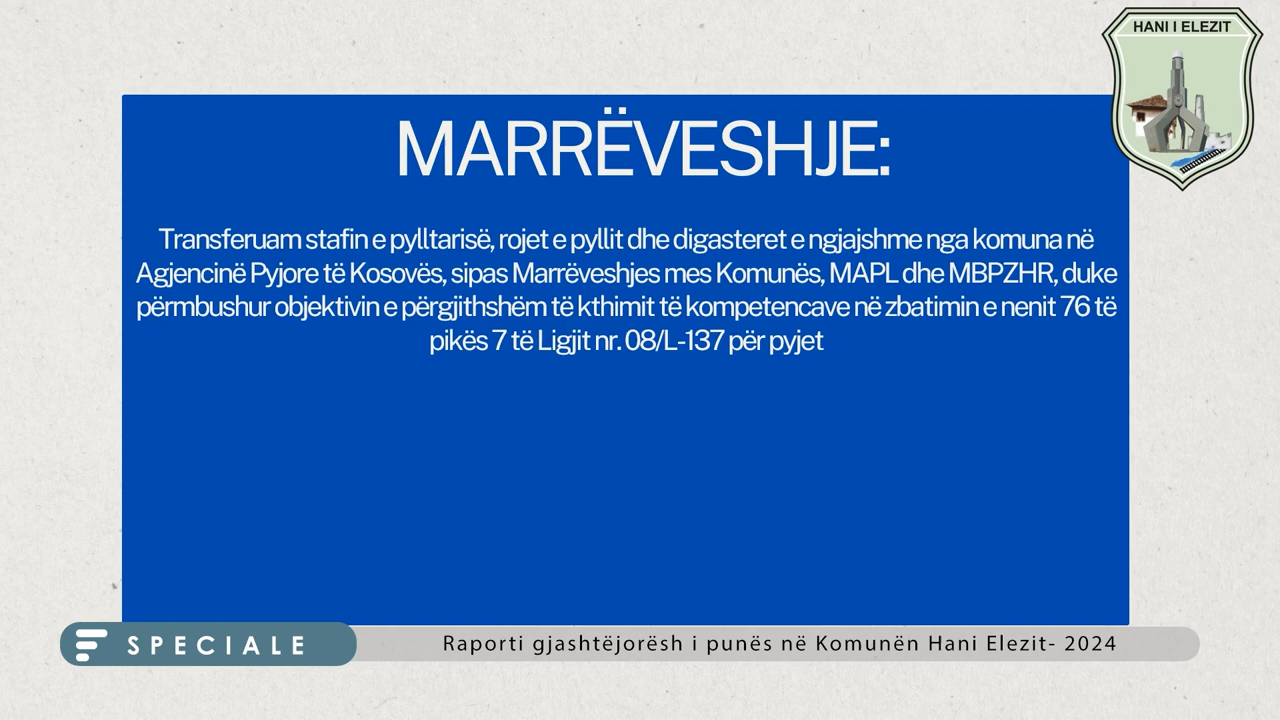 HANI I ELEZIT
MARRËVESHJE:
Transferuam stafin e pylltarisë, rojet e pyllit dhe digasteret e ngjajshme nga komuna në
Agjencinë Pyjore të Kosovës, sipas Marrëveshjes mes Komunës, MAPL dhe MBPZHR, duke
përmbushur objektivin e përgjithshëm të kthimit të kompetencave në zbatimin e nenit 76 të
pikës 7 të Ligjit nr. 08/L-137 për pyjet
SPECIALE
Raporti gjashtëjorësh i punës në Komunën Hani Elezit- 2024